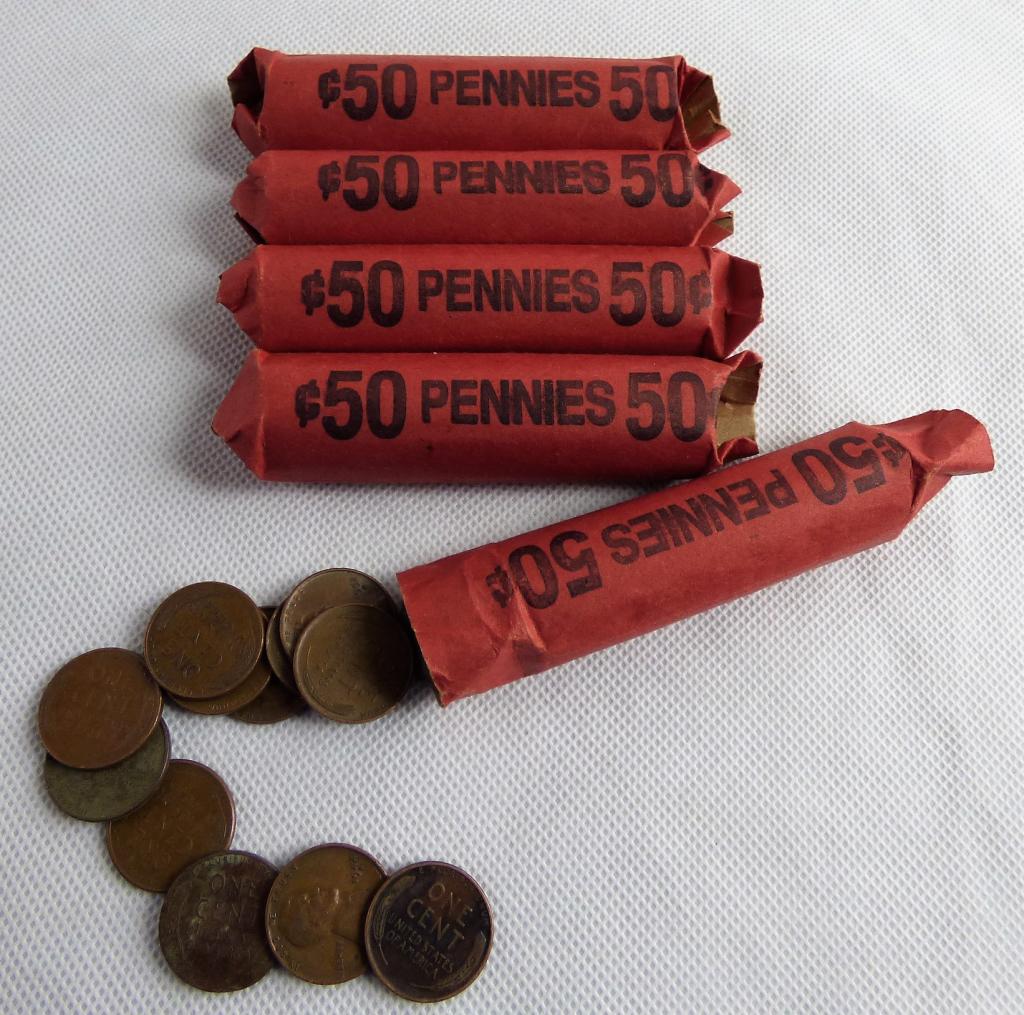 ¢50 PENNIES 50
¢50 PENNIES 50
¢50 PENNIES 50¢
¢50 PENNIES 50
¢50 PENNIES 50¢
ONE
CENT
ONE
CENT
UNITED STATES
OF AMERICA